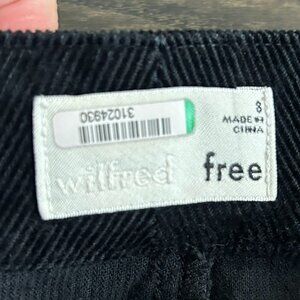 31024930
8
MADE IN
CHINA
wilfred free